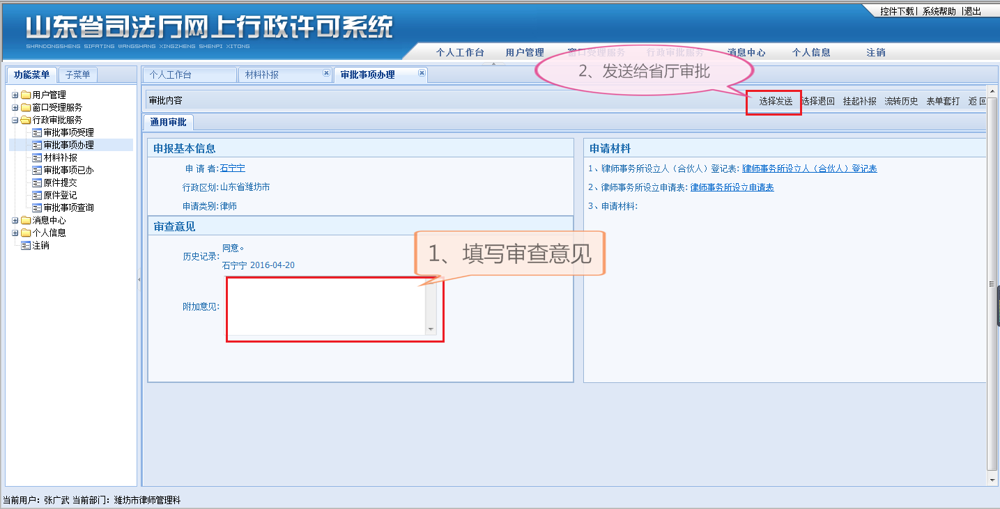 控件下载| 系统帮助 |退出
山东省司法厅网上行政许可系统
SHANDONGSHENG SIFATING WANGSHANG XINGZHENG SHENPI XITONG
个人工作台 用户管理 窗口受理服务 行政审批服务 消息中心 个人信息 注销
功能菜单 子菜单
个人工作台 材料补报 审批事项办理
2、发送给省厅审批
审批内容
选择发送 选择退回 挂起补报 流转历史 表单套打 返回
用户管理
窗口受理服务
行政审批服务
审批事项受理
审批事项办理
材料补报
审批事项已办
原件提交
原件登记
审批事项查询
消息中心
个人信息
注销
通用审批
申报基本信息
申 请 者:石宁宁
行政区划:山东省潍坊市
申请类别:律师
审查意见
历史记录:
同意。
石宁宁 2016-04-20
1、填写审查意见
附加意见:
申请材料
1、律师事务所设立人（合伙人）登记表: 律师事务所设立人（合伙人）登记表
2、律师事务所设立申请表: 律师事务所设立申请表
3、申请材料:
当前用户：张广武 当前部门：潍坊市律师管理科